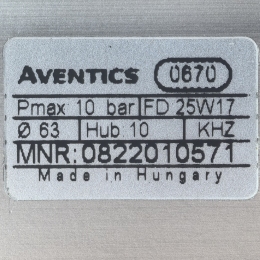 AVENTICS 0670
Pmax 10 bar FD 25W17
Ø 63 Hub 10 KHZ
MNR: 0822010571
Made in Hungary